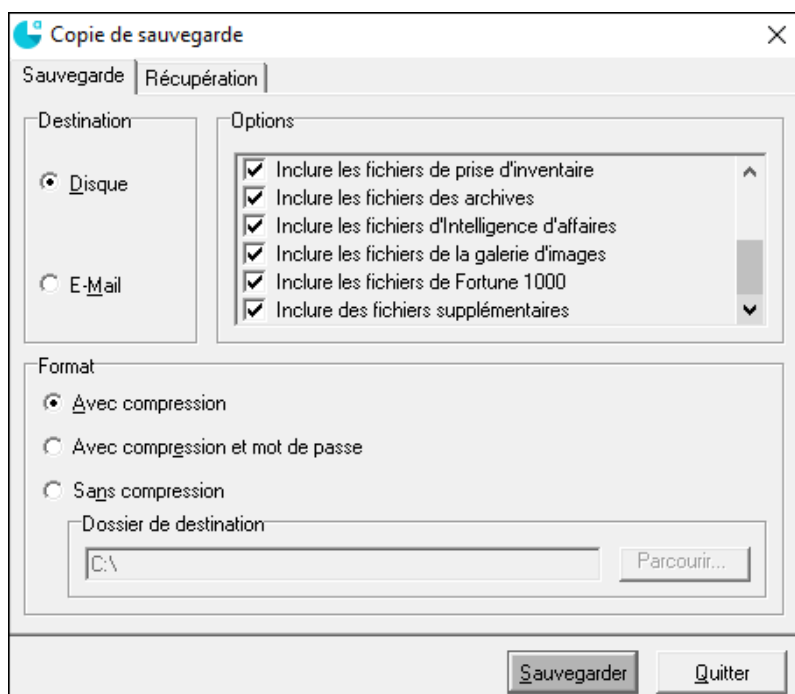 Copie de sauvegarde
Sauvegarde
Récupération
Destination
Options
Disque
E-Mail
Inclure les fichiers de prise d'inventaire
Inclure les fichiers des archives
Inclure les fichiers d'Intelligence d'affaires
Inclure les fichiers de la galerie d'images
Inclure les fichiers de Fortune 1000
Inclure des fichiers supplémentaires
Format
Avec compression
Avec compression et mot de passe
Sans compression
Dossier de destination
C:\
Parcourir...
Sauvegarder
Quitter